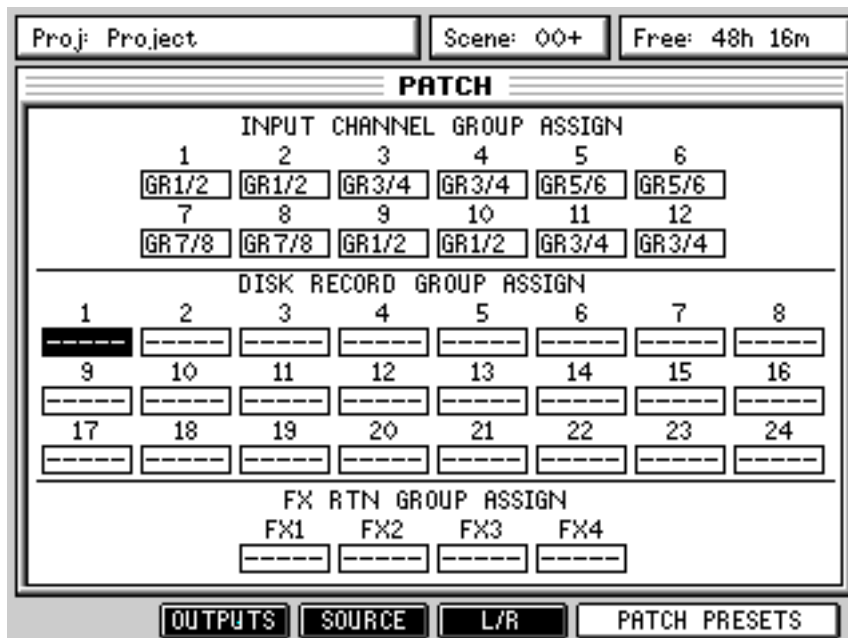 Proj: Project Scene: 00+ Free: 48h 16m
PATCH
INPUT CHANNEL GROUP ASSIGN
1 2 3 4 5 6
GR1/2 GR1/2 GR3/4 GR3/4 GR5/6 GR5/6
7 8 9 10 11 12
GR7/8 GR7/8 GR1/2 GR1/2 GR3/4 GR3/4
DISK RECORD GROUP ASSIGN
1 2 3 4 5 6 7 8
----- ----- ----- ----- ----- ----- ----- -----
9 10 11 12 13 14 15 16
----- ----- ----- ----- ----- ----- ----- -----
17 18 19 20 21 22 23 24
----- ----- ----- ----- ----- ----- ----- -----
FX RTN GROUP ASSIGN
FX1 FX2 FX3 FX4
----- ----- ----- -----
OUTPUTS SOURCE L/R PATCH PRESETS